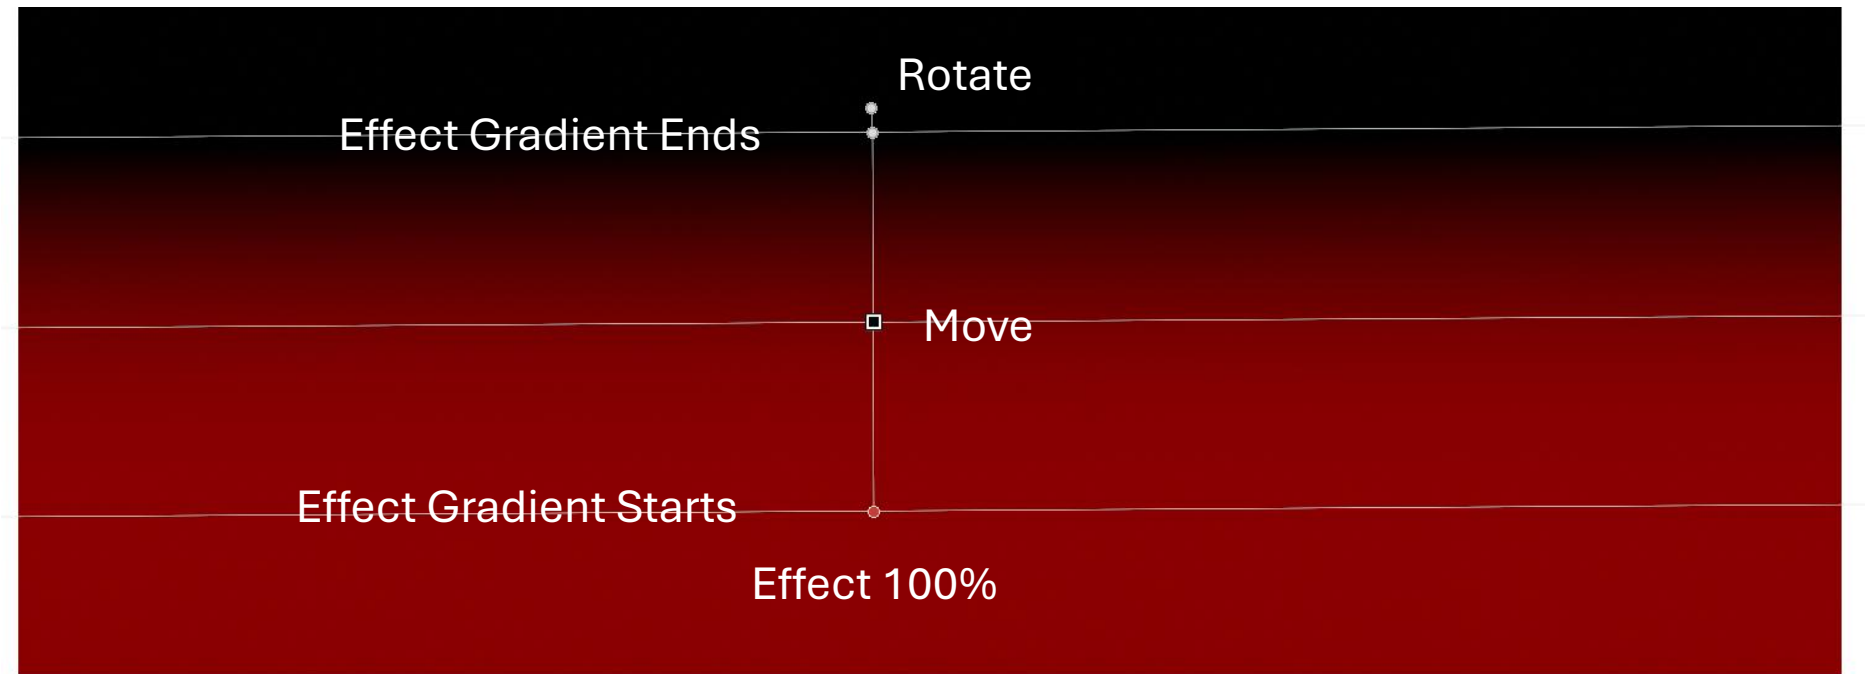 Rotate
Effect Gradient Ends
Move
Effect Gradient Starts
Effect 100%